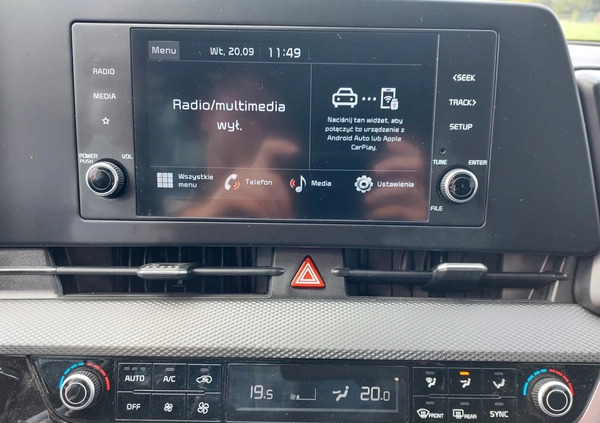 Menu Wt. 20.09 11:49
RADIO
MEDIA
<SEEK
TRACK>
SETUP
Radio/multimedia
wył.
Naciśnij ten widżet, aby
połączyć to urządzenie z
Android Auto lub Apple
CarPlay.
POWER
PUSH
VOL
TUNE
ENTER
FILE
Wszystkie
menu
Telefon
Media
Ustawienia
AUTO
A/C
OFF
19.5
20.0
FRONT
REAR
SYNC